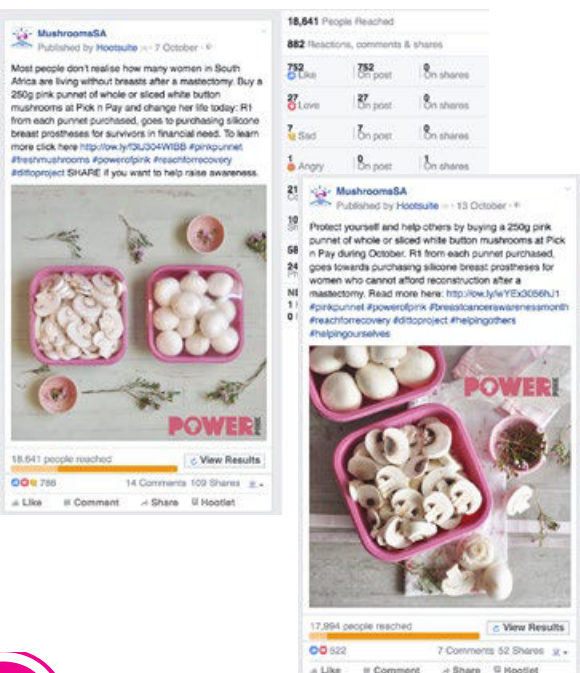 MushroomsSA
Published by Hootsuite · 7 October ·
Most people don't realise how many women in South
Africa are living without breasts after a mastectomy. Buy a
250g pink punnet of whole or sliced white button
mushrooms at Pick n Pay and change her life today: R1
from each punnet purchased, goes to purchasing silicone
breast prostheses for survivors in financial need. To learn
more click here #pinkpunnet
#freshmushrooms #powerofpink #reachforrecovery
#dittoproject SHARE if you want to help raise awareness.
POWER
18,641 people reached
View Results
786
14 Comments 109 Shares
Like Comment Share Hootlet
18,641 People Reached
882 Reactions, comments & shares
752 Like
752 On post
0 On shares
27 Love
27 On post
0 On shares
7 Sad
7 On post
0 On shares
1 Angry
0 On post
1 On shares
MushroomsSA
Published by Hootsuite · 13 October ·
Protect yourself and help others by buying a 250g pink
punnet of whole or sliced white button mushrooms at Pick
n Pay during October. R1 from each punnet purchased,
goes towards purchasing silicone breast prostheses for
women who cannot afford reconstruction after a
mastectomy. Read more here:
#pinkpunnet #powerofpink #breastcancerawarenessmonth
#reachforrecovery #dittoproject #helpingothers
#helpingourselves
POWER
17,994 people reached
View Results
522
7 Comments 52 Shares
Like Comment Share Hootlet